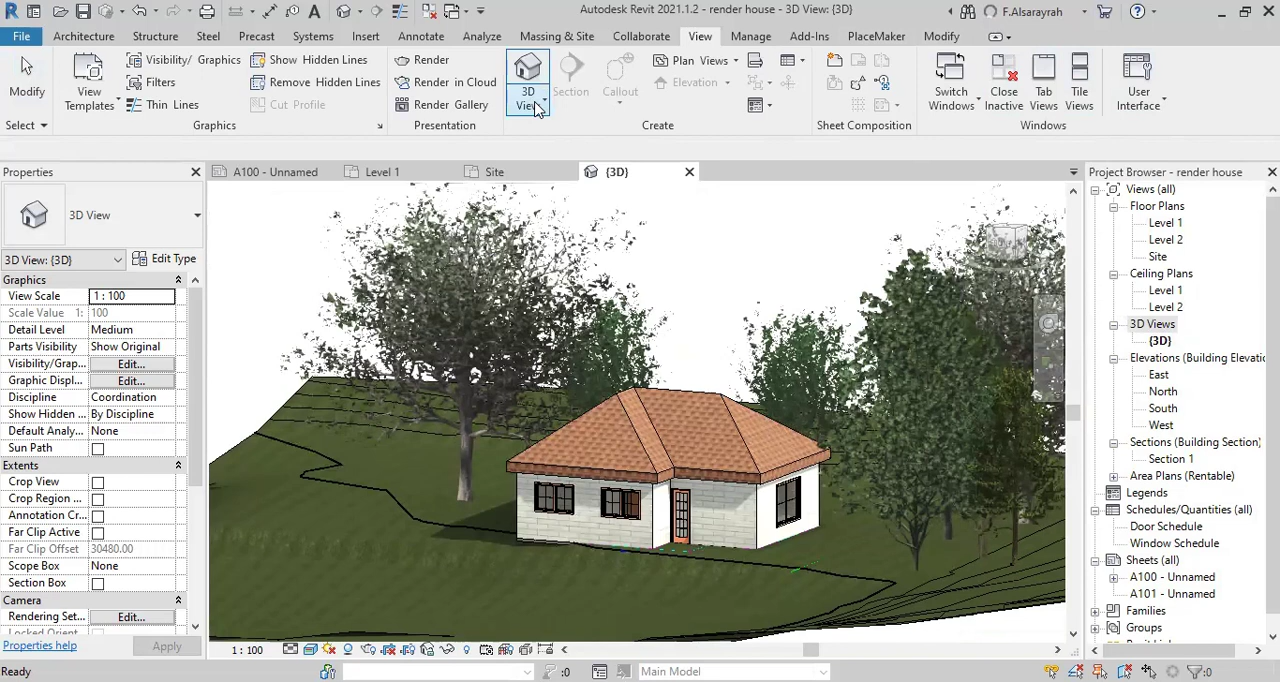 Autodesk Revit 2021.1.2 - render house - 3D View: {3D}
F.Alsarayrah
File
Architecture
Structure
Steel
Precast
Systems
Insert
Annotate
Analyze
Massing & Site
Collaborate
View
Manage
Add-Ins
PlaceMaker
Modify
Modify
Select
View
Templates
Visibility/ Graphics
Filters
Thin Lines
Show Hidden Lines
Remove Hidden Lines
Cut Profile
Graphics
Render
Render in Cloud
Render Gallery
Presentation
3D
View
Section
Callout
Plan Views
Elevation
Create
Sheet Composition
Switch
Windows
Close
Inactive
Tab
Views
Tile
Views
User
Interface
Windows
Properties
A100 - Unnamed
Level 1
Site
{3D}
Project Browser - render house
3D View
3D View: {3D}
Edit Type
Graphics
View Scale 1 : 100
Scale Value 1: 100
Detail Level Medium
Parts Visibility Show Original
Visibility/Grap... Edit...
Graphic Displ... Edit...
Discipline Coordination
Show Hidden ... By Discipline
Default Analy... None
Sun Path
Extents
Crop View
Crop Region ...
Annotation Cr...
Far Clip Active
Far Clip Offset 30480.00
Scope Box None
Section Box
Camera
Rendering Set... Edit...
Properties help
Apply
Views (all)
Floor Plans
Level 1
Level 2
Site
Ceiling Plans
Level 1
Level 2
3D Views
{3D}
Elevations (Building Elevatio
East
North
South
West
Sections (Building Section)
Section 1
Area Plans (Rentable)
Legends
Schedules/Quantities (all)
Door Schedule
Window Schedule
Sheets (all)
A100 - Unnamed
A101 - Unnamed
Families
Groups
1 : 100
Ready
:0
Main Model
:0